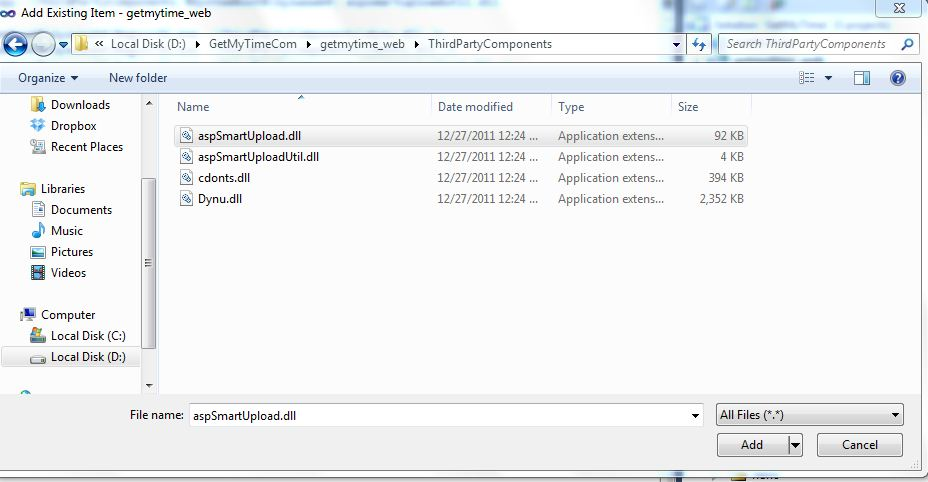 Add Existing Item - getmytime_web
« Local Disk (D:) GetMyTimeCom getmytime_web ThirdPartyComponents
Search ThirdPartyComponents
Organize New folder
Downloads
Dropbox
Recent Places
Libraries
Documents
Music
Pictures
Videos
Computer
Local Disk (C:)
Local Disk (D:)
Name Date modified Type Size
aspSmartUpload.dll 12/27/2011 12:24 ... Application extens... 92 KB
aspSmartUploadUtil.dll 12/27/2011 12:24 ... Application extens... 4 KB
cdonts.dll 12/27/2011 12:24 ... Application extens... 394 KB
Dynu.dll 12/27/2011 12:24 ... Application extens... 2,352 KB
File name: aspSmartUpload.dll
All Files (*.*)
Add Cancel